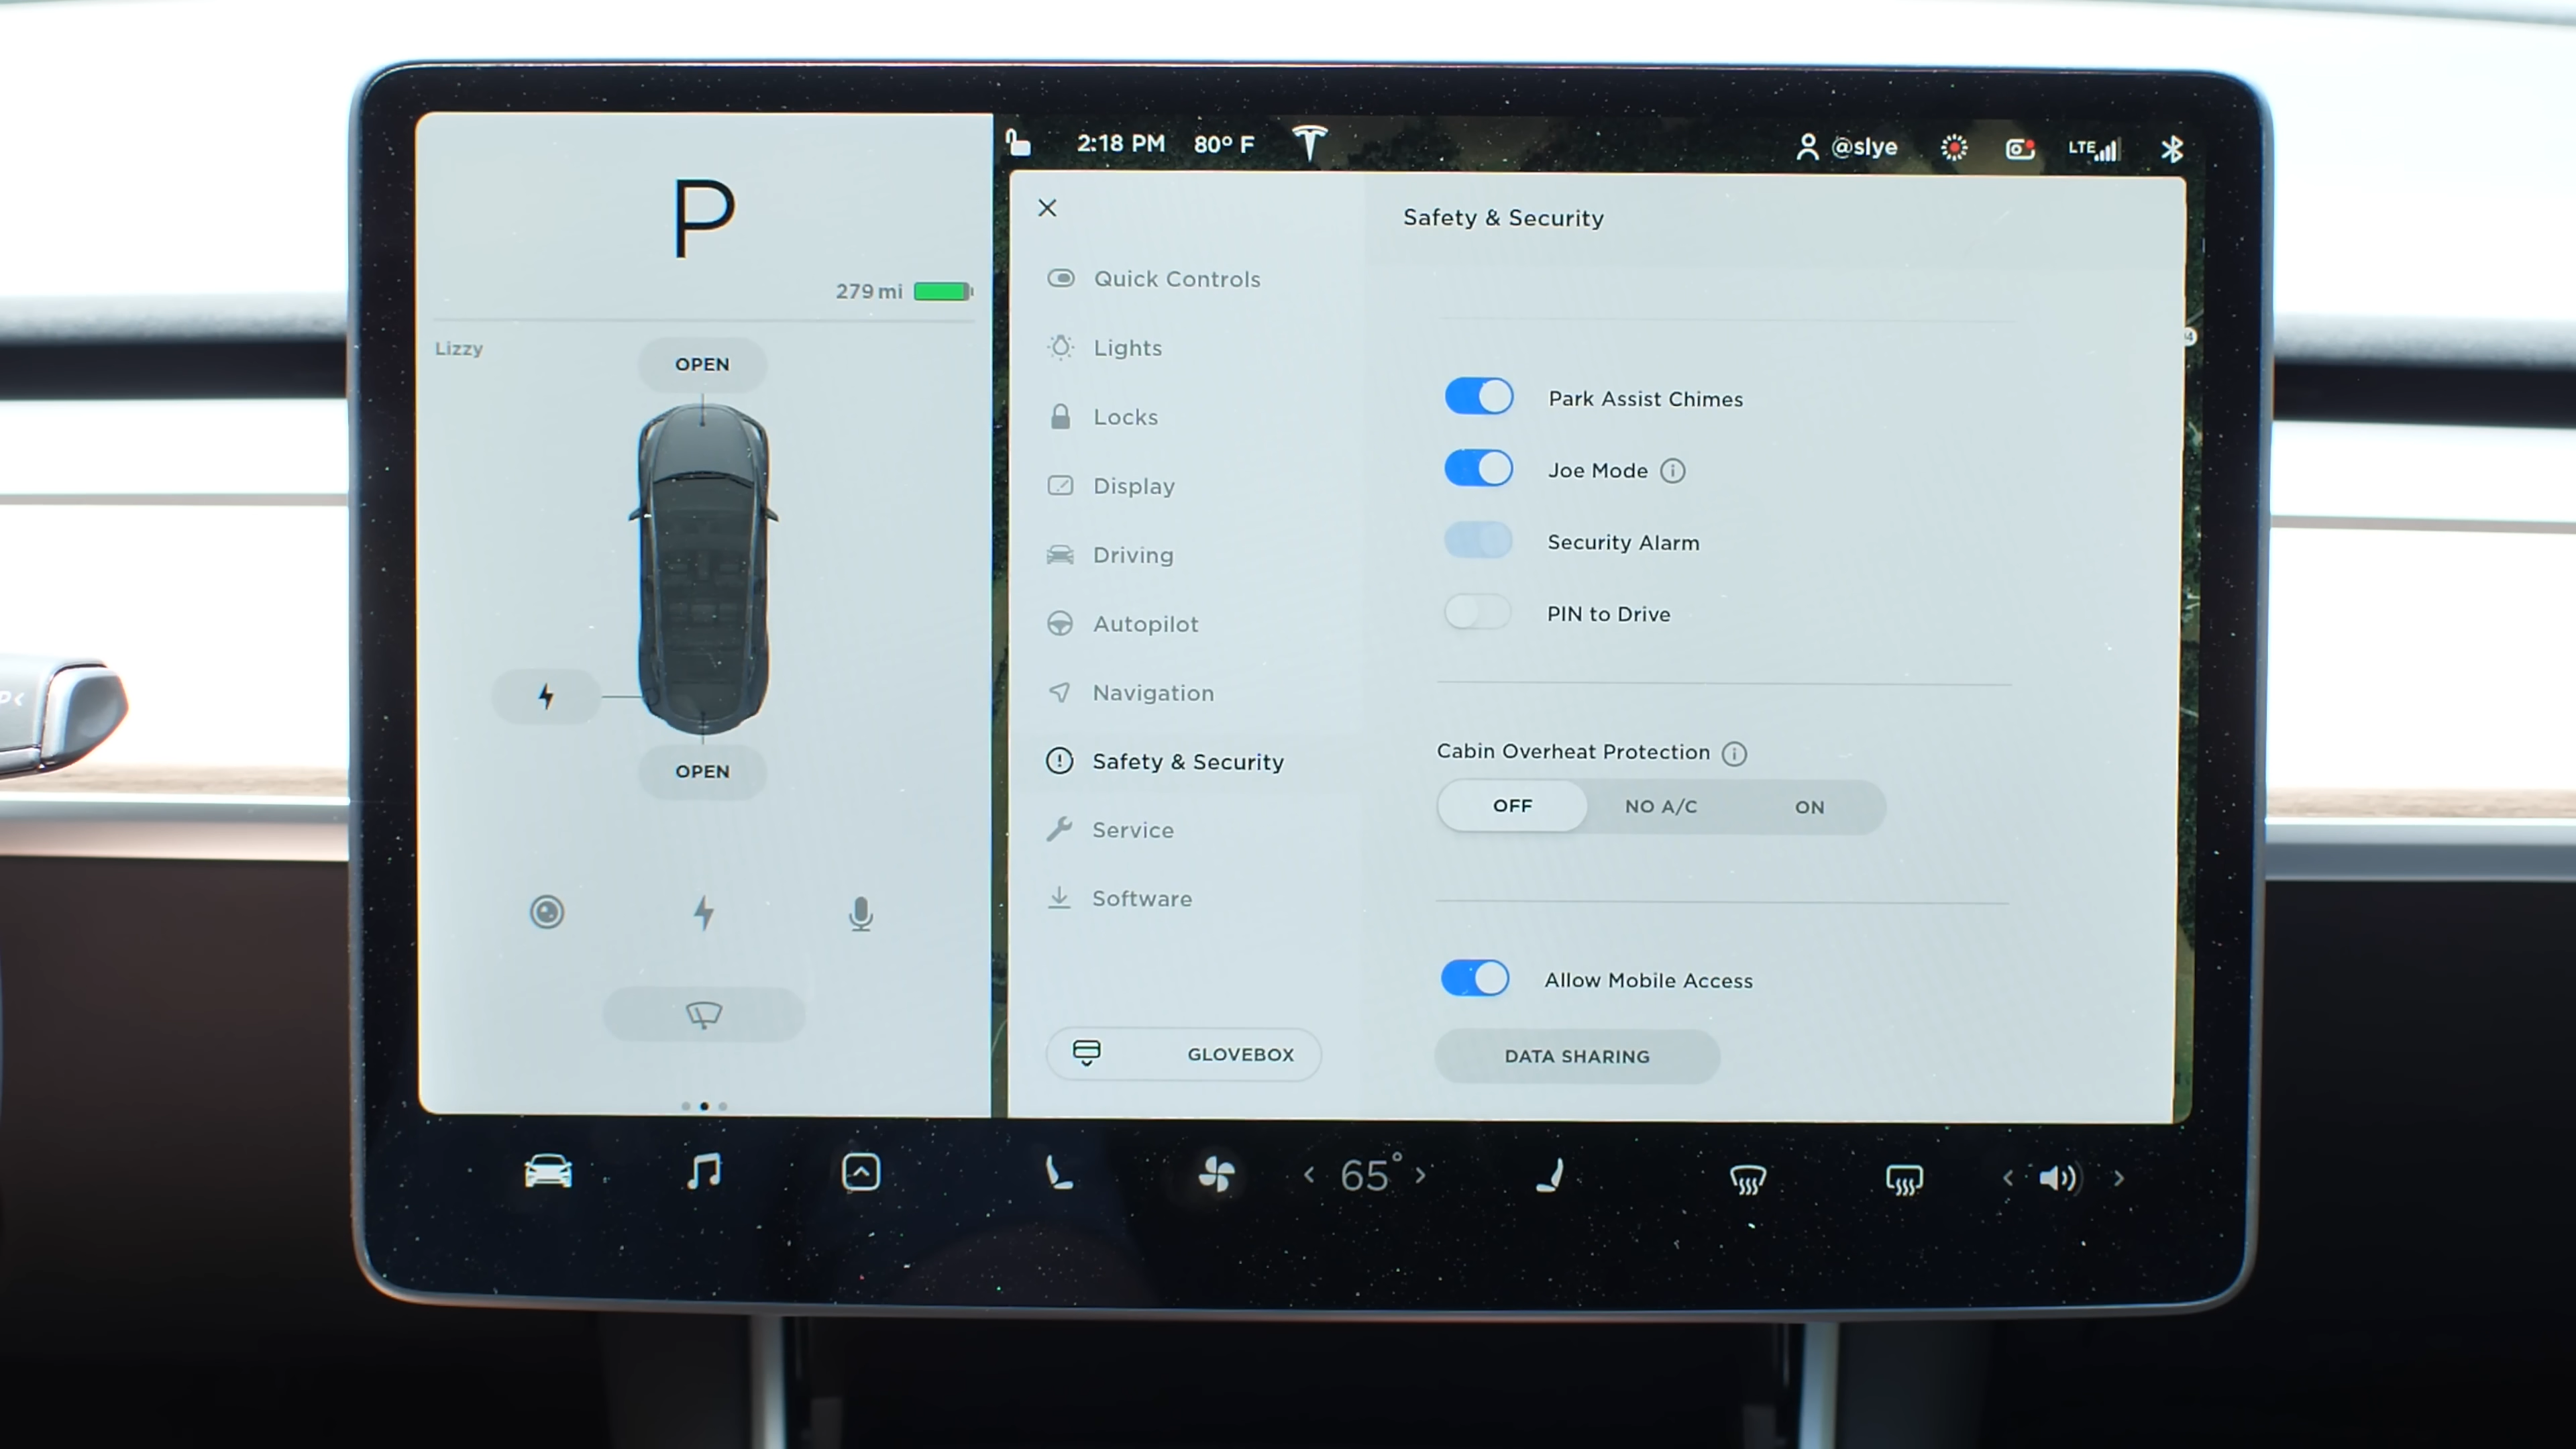 P
279 mi
Lizzy
OPEN
OPEN
2:18 PM 80° F
@slye
LTE
Safety & Security
Quick Controls
Lights
Locks
Display
Driving
Autopilot
Navigation
Safety & Security
Service
Software
GLOVEBOX
Park Assist Chimes
Joe Mode
Security Alarm
PIN to Drive
Cabin Overheat Protection
OFF NO A/C ON
Allow Mobile Access
DATA SHARING
65°